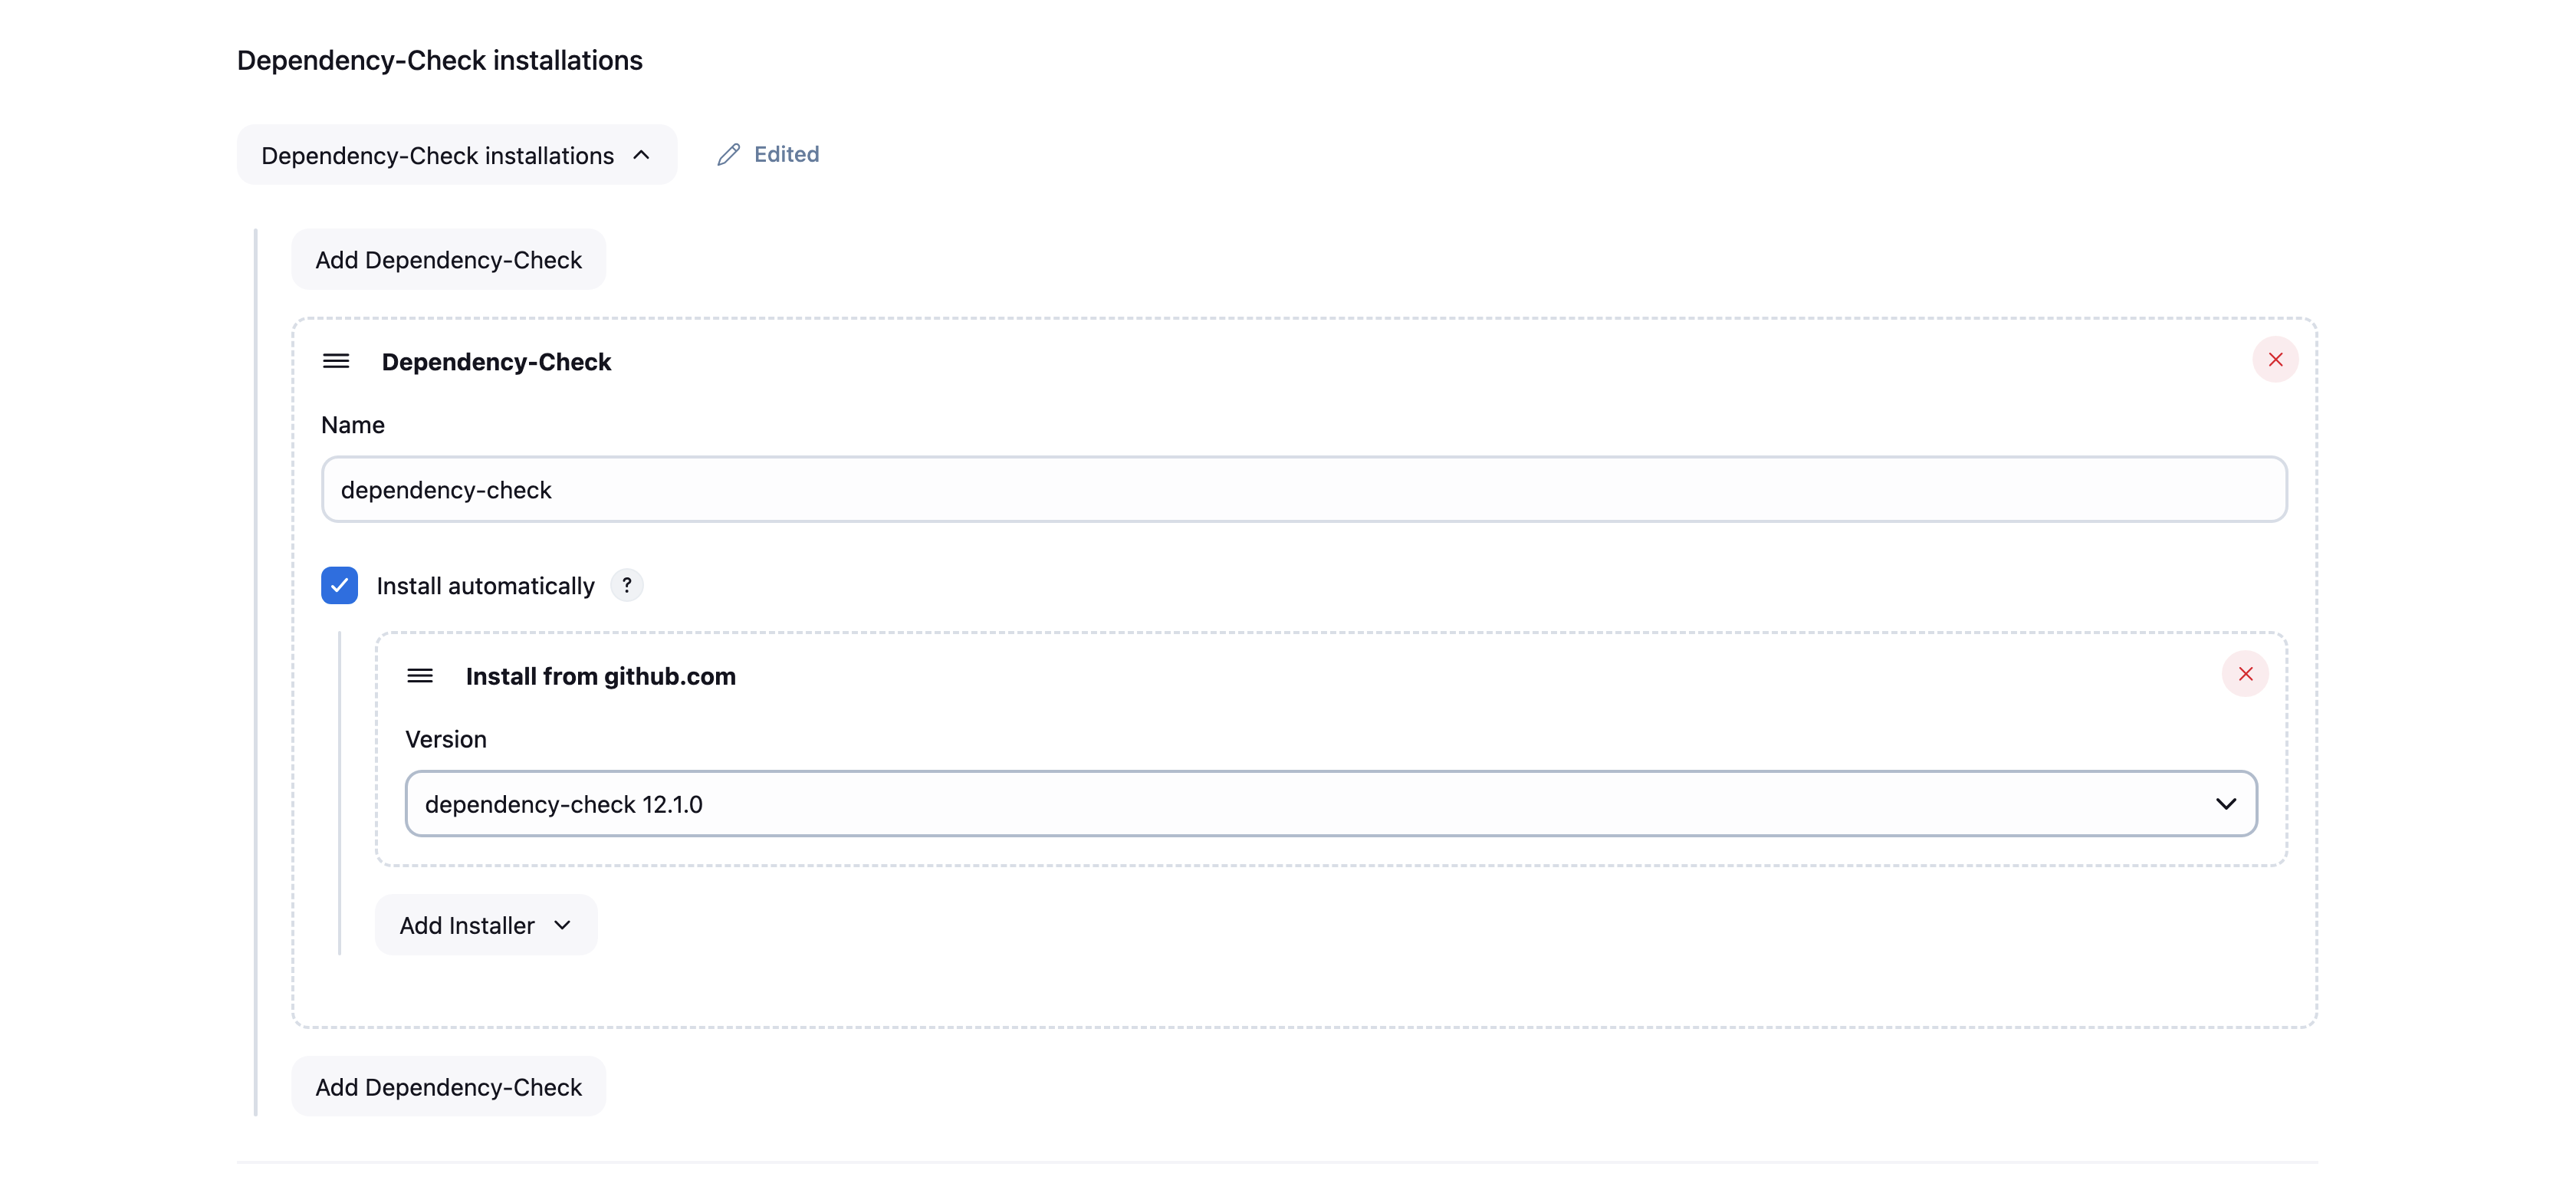 Dependency-Check installations
Dependency-Check installations
Edited
Add Dependency-Check
Dependency-Check
Name
dependency-check
Install automatically ?
Install from github.com
Version
dependency-check 12.1.0
Add Installer
Add Dependency-Check